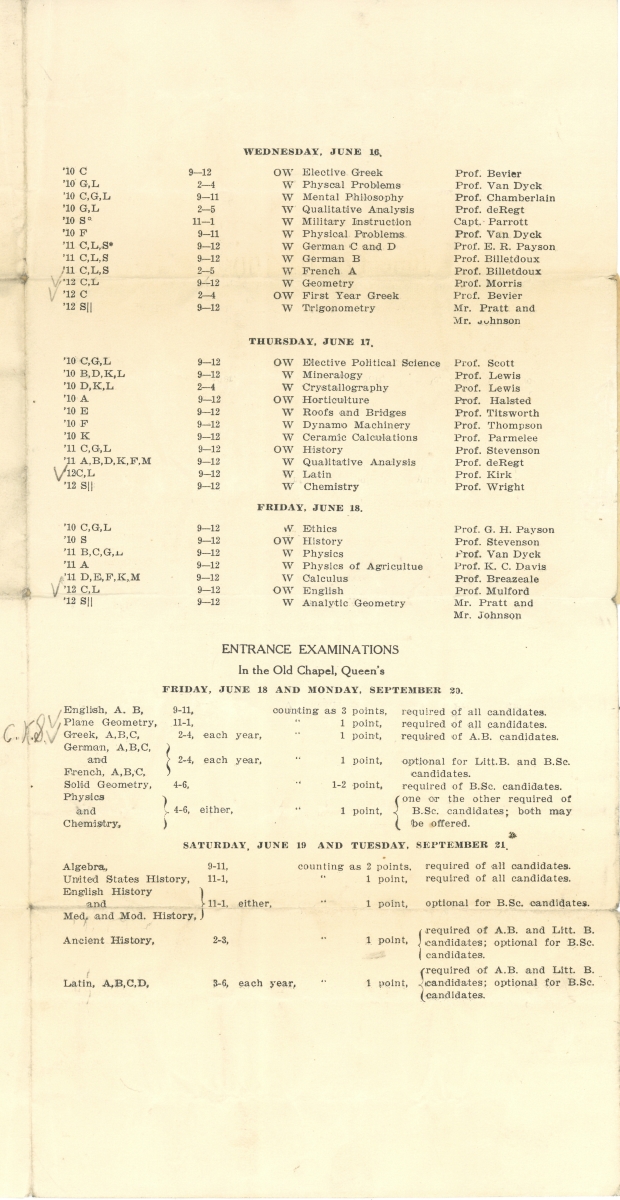 WEDNESDAY, JUNE 16.
'10 C 9—12 OW Elective Greek Prof. Bevier
'10 G,L 2—4 W Physcal Problems Prof. Van Dyck
'10 C,G,L 9—11 W Mental Philosophy Prof. Chamberlain
'10 G,L 2—5 W Qualitative Analysis Prof. deRegt
'10 S° 11—1 W Military Instruction Capt. Parrott
'10 F 9—11 W Physical Problems Prof. Van Dyck
'11 C,L,S* 9—12 W German C and D Prof. E. R. Payson
'11 C,L,S 9—12 W German B Prof. Billetdoux
'11 C,L,S 2—5 W French A Prof. Billetdoux
'12 C,L 9—12 W Geometry Prof. Morris
'12 C 2—4 OW First Year Greek Prof. Bevier
'12 S|| 9—12 W Trigonometry Mr. Pratt and
Mr. Johnson
THURSDAY, JUNE 17.
'10 C,G,L 9—12 OW Elective Political Science Prof. Scott
'10 B,D,K,L 9—12 W Mineralogy Prof. Lewis
'10 D,K,L 2—4 W Crystallography Prof. Lewis
'10 A 9—12 OW Horticulture Prof. Halsted
'10 E 9—12 W Roofs and Bridges Prof. Titsworth
'10 F 9—12 W Dynamo Machinery Prof. Thompson
'10 K 9—12 W Ceramic Calculations Prof. Parmelee
'11 C,G,L 9—12 OW History Prof. Stevenson
'11 A,B,D,K,F,M 9—12 W Qualitative Analysis Prof. deRegt
'12C,L 9—12 W Latin Prof. Kirk
'12 S|| 9—12 W Chemistry Prof. Wright
FRIDAY, JUNE 18.
'10 C,G,L 9—12 W Ethics Prof. G. H. Payson
'10 S 9—12 OW History Prof. Stevenson
'11 B,C,G,L 9—12 W Physics Prof. Van Dyck
'11 A 9—12 W Physics of Agricultue Prof. K. C. Davis
'11 D,E,F,K,M 9—12 W Calculus Prof. Breazeale
'12 C,L 9—12 OW English Prof. Mulford
'12 S|| 9—12 W Analytic Geometry Mr. Pratt and
Mr. Johnson
ENTRANCE EXAMINATIONS
In the Old Chapel, Queen's
FRIDAY, JUNE 18 AND MONDAY, SEPTEMBER 20.
English, A. B, 9-11, counting as 3 points, required of all candidates.
Plane Geometry, 11-1, " 1 point, required of all candidates.
Greek, A,B,C, 2-4, each year, " 1 point, required of A.B. candidates.
German, A,B,C,
and 2-4, each year, " 1 point, optional for Litt.B. and B.Sc.
French, A,B,C, candidates.
Solid Geometry, 4-6, " 1-2 point, required of B.Sc. candidates.
Physics one or the other required of
and 4-6, either, " 1 point, B.Sc. candidates; both may
Chemistry, be offered.
SATURDAY, JUNE 19 AND TUESDAY, SEPTEMBER 21.
Algebra, 9-11, counting as 2 points, required of all candidates.
United States History, 11-1, " 1 point, required of all candidates.
English History
and 11-1, either, " 1 point, optional for B.Sc. candidates.
Med. and Mod. History,
required of A.B. and Litt. B.
Ancient History, 2-3, " 1 point, candidates; optional for B.Sc.
candidates.
required of A.B. and Litt. B.
Latin, A,B,C,D, 3-6, each year, " 1 point, candidates; optional for B.Sc.
candidates.